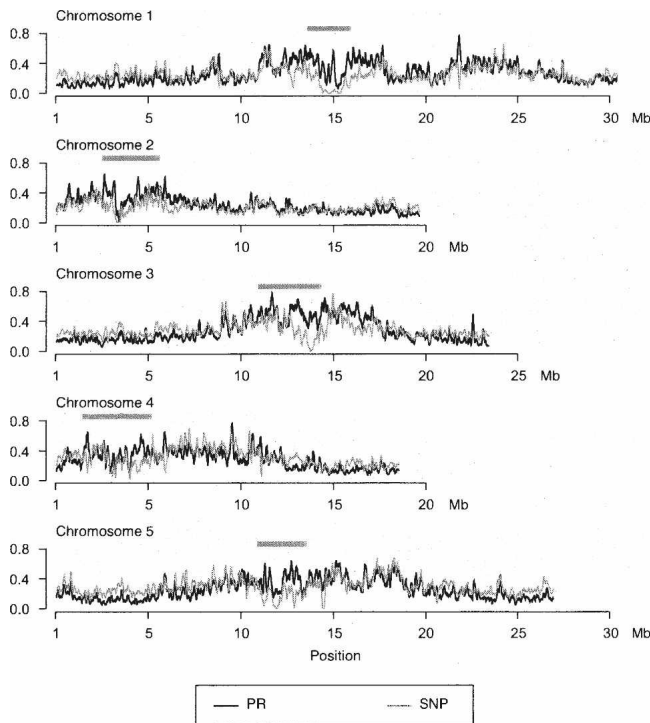 Chromosome 1
0.8
0.4
0.0
1 5 10 15 20 25 30 Mb
Chromosome 2
0.8
0.4
0.0
1 5 10 15 20 Mb
Chromosome 3
0.8
0.4
0.0
1 5 10 15 20 25 Mb
Chromosome 4
0.8
0.4
0.0
1 5 10 15 20 Mb
Chromosome 5
0.8
0.4
0.0
1 5 10 15 20 25 30 Mb
Position
PR SNP